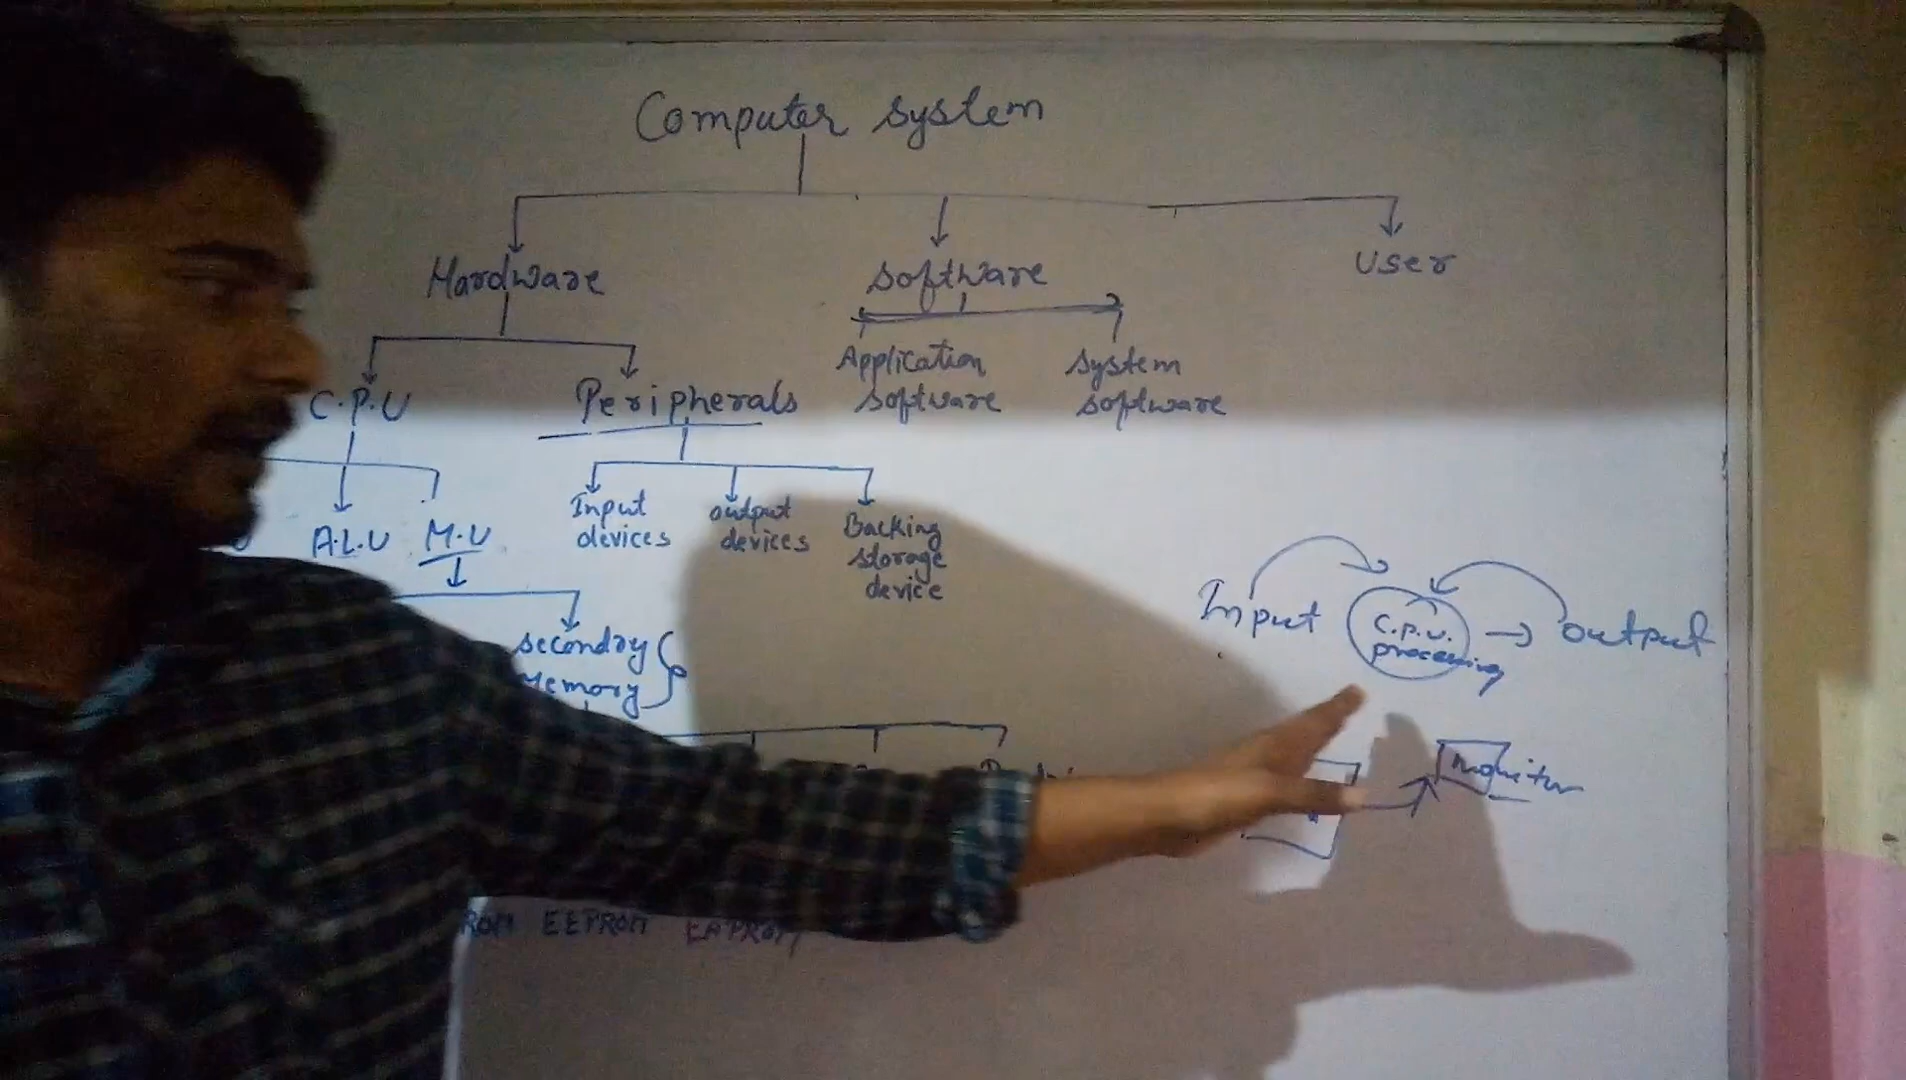 Computer system
Hardware
software
user
C.P.U
Peripherals
Application
software
system
software
A.L.U
M.U
Input
devices
output
devices
Backing
storage
device
secondary
memory
Input
C.P.U.
processing
output
monitor
EEPROM